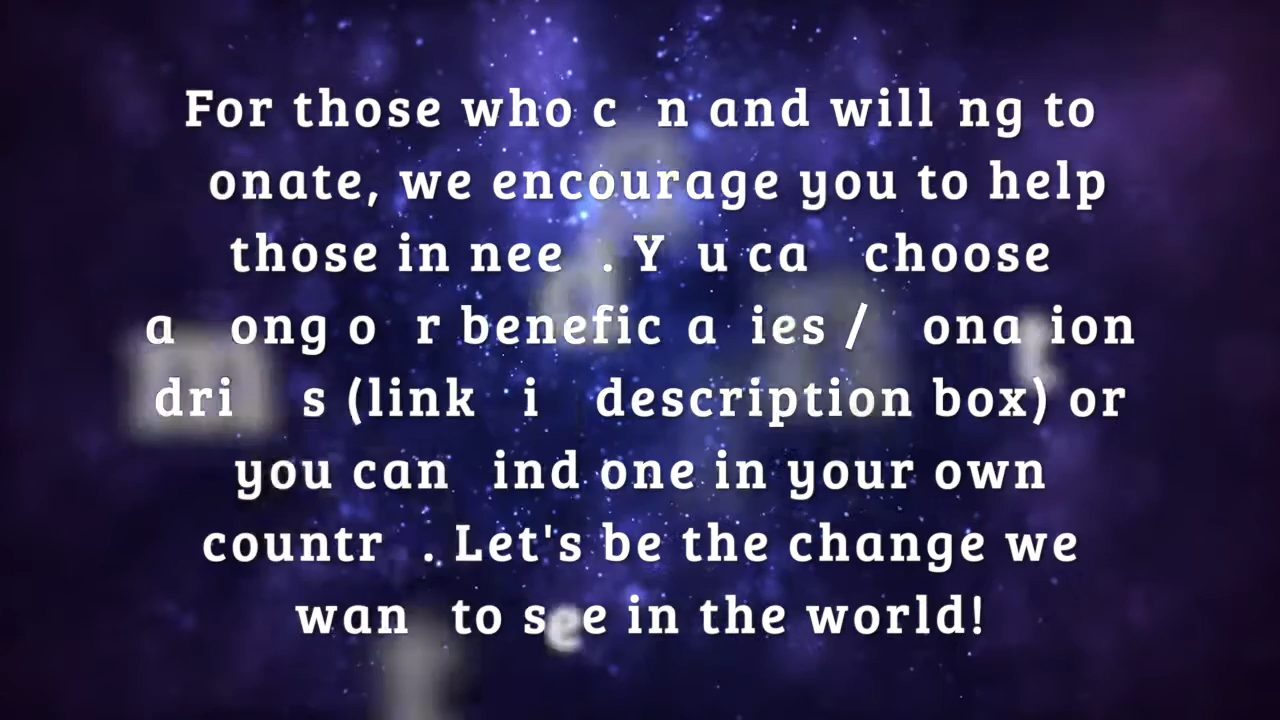 For those who c n and will ng to
onate, we encourage you to help
those in nee . Y u ca choose
a ong o r benefic a ies / ona ion
dri s (link i description box) or
you can ind one in your own
countr . Let's be the change we
wan to see in the world!